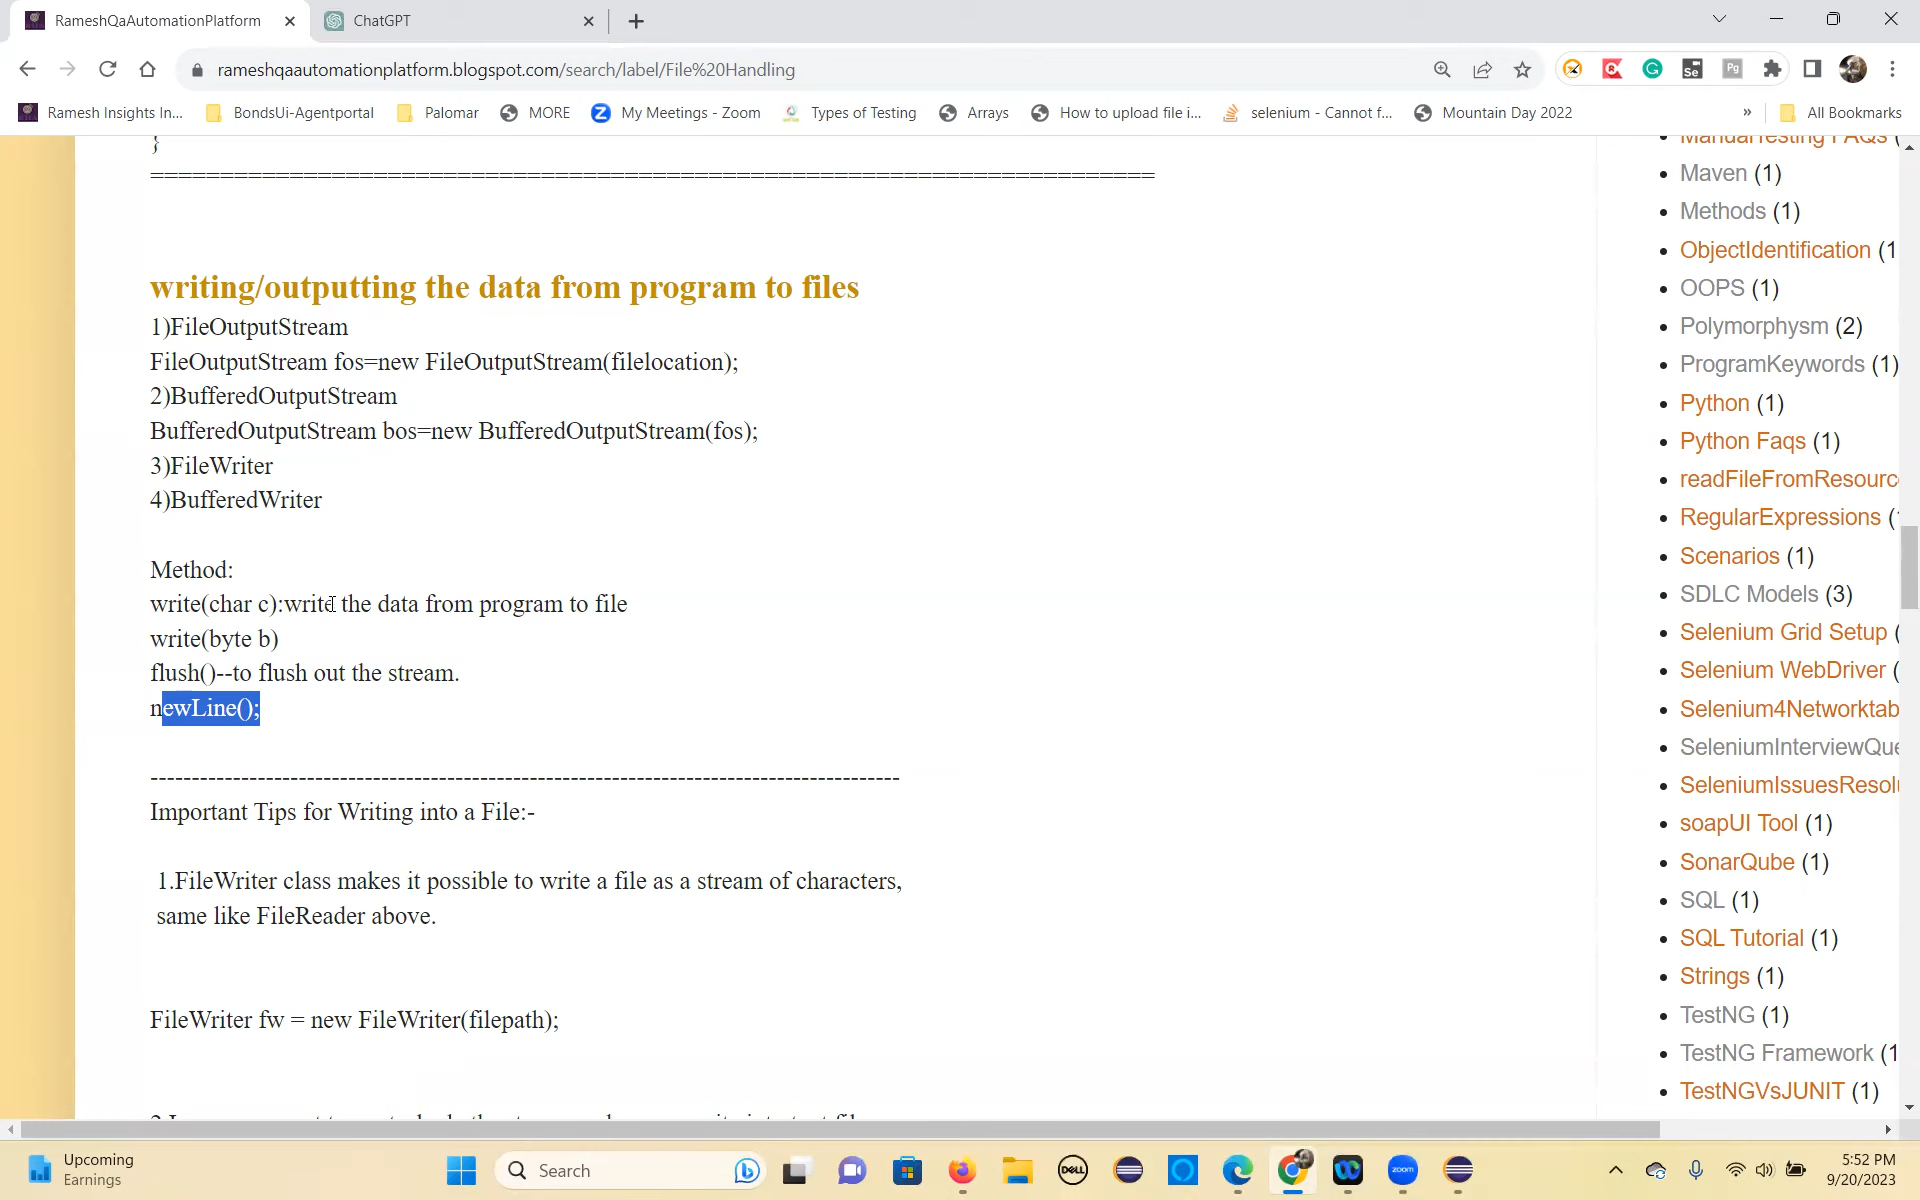 RameshQaAutomationPlatform
ChatGPT
rameshqaautomationplatform.blogspot.com/search/label/File%20Handling
Ramesh Insights In...
BondsUi-Agentportal
Palomar
MORE
My Meetings - Zoom
Types of Testing
Arrays
How to upload file i...
selenium - Cannot f...
Mountain Day 2022
»
All Bookmarks
}
========================================================================
writing/outputting the data from program to files
1)FileOutputStream
FileOutputStream fos=new FileOutputStream(filelocation);
2)BufferedOutputStream
BufferedOutputStream bos=new BufferedOutputStream(fos);
3)FileWriter
4)BufferedWriter
Method:
write(char c):write the data from program to file
write(byte b)
flush()--to flush out the stream.
newLine();
------------------------------------------------------------------------------------------
Important Tips for Writing into a File:-
1.FileWriter class makes it possible to write a file as a stream of characters,
same like FileReader above.
FileWriter fw = new FileWriter(filepath);
ManualTesting FAQs (
Maven (1)
Methods (1)
ObjectIdentification (1
OOPS (1)
Polymorphysm (2)
ProgramKeywords (1)
Python (1)
Python Faqs (1)
readFileFromResourc
RegularExpressions (
Scenarios (1)
SDLC Models (3)
Selenium Grid Setup (
Selenium WebDriver (
Selenium4Networktab
SeleniumInterviewQue
SeleniumIssuesResol
soapUI Tool (1)
SonarQube (1)
SQL (1)
SQL Tutorial (1)
Strings (1)
TestNG (1)
TestNG Framework (1
TestNGVsJUNIT (1)
Upcoming
Earnings
Search
DELL
zoom
5:52 PM
9/20/2023